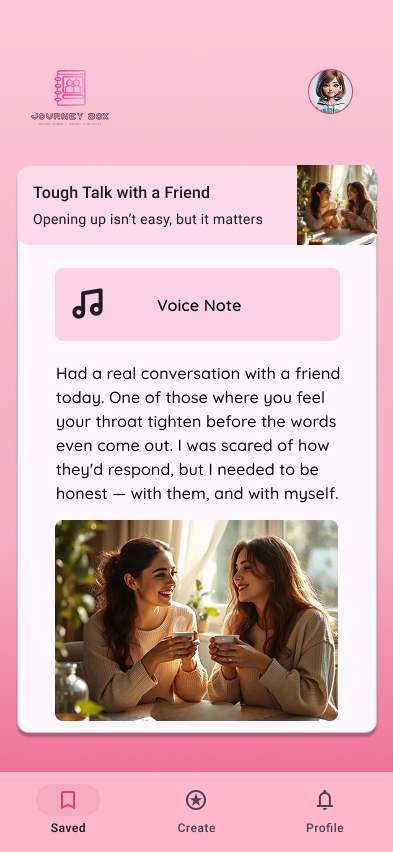 JOURNEY BOX
Tough Talk with a Friend
Opening up isn’t easy, but it matters
Voice Note
Had a real conversation with a friend
today. One of those where you feel
your throat tighten before the words
even come out. I was scared of how
they'd respond, but I needed to be
honest — with them, and with myself.
Saved
Create
Profile